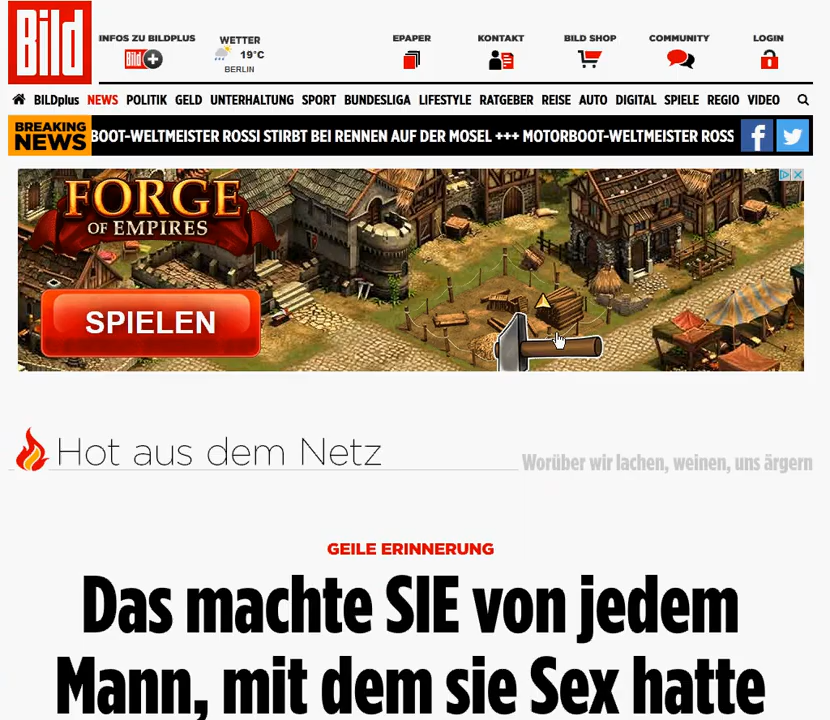 Bild
INFOS ZU BILDPLUS
Bild
WETTER
19°C
BERLIN
EPAPER
KONTAKT
BILD SHOP
COMMUNITY
LOGIN
BILDplus NEWS POLITIK GELD UNTERHALTUNG SPORT BUNDESLIGA LIFESTYLE RATGEBER REISE AUTO DIGITAL SPIELE REGIO VIDEO
BREAKING
NEWS
BOOT-WELTMEISTER ROSSI STIRBT BEI RENNEN AUF DER MOSEL +++ MOTORBOOT-WELTMEISTER ROSS
FORGE
OF EMPIRES
SPIELEN
Hot aus dem Netz
Worüber wir lachen, weinen, uns ärgern
GEILE ERINNERUNG
Das machte SIE von jedem
Mann, mit dem sie Sex hatte